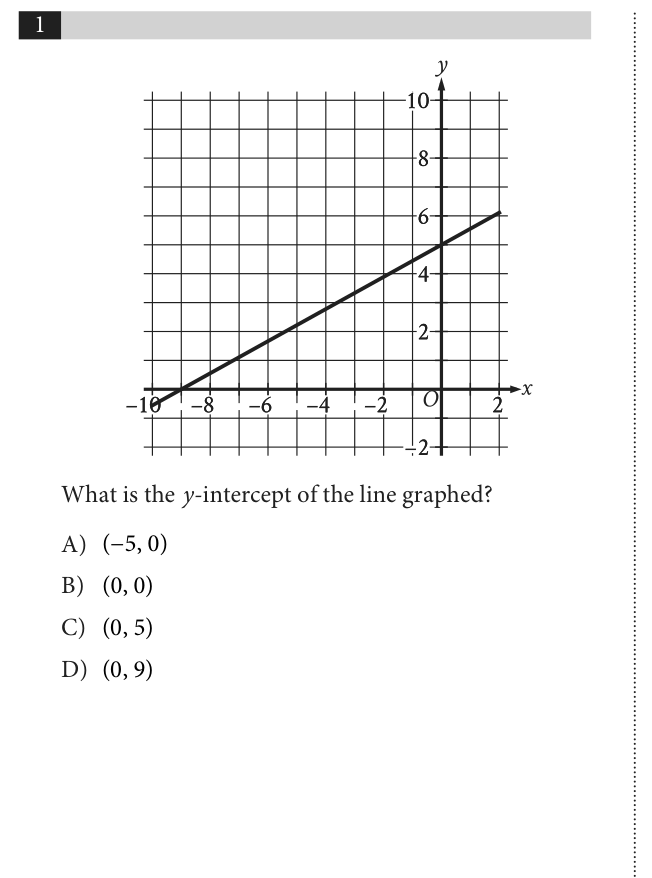 1
y
10
8
6
4
2
–10 –8 –6 –4 –2 O 2 x
–2
What is the y-intercept of the line graphed?
A) (−5, 0)
B) (0, 0)
C) (0, 5)
D) (0, 9)